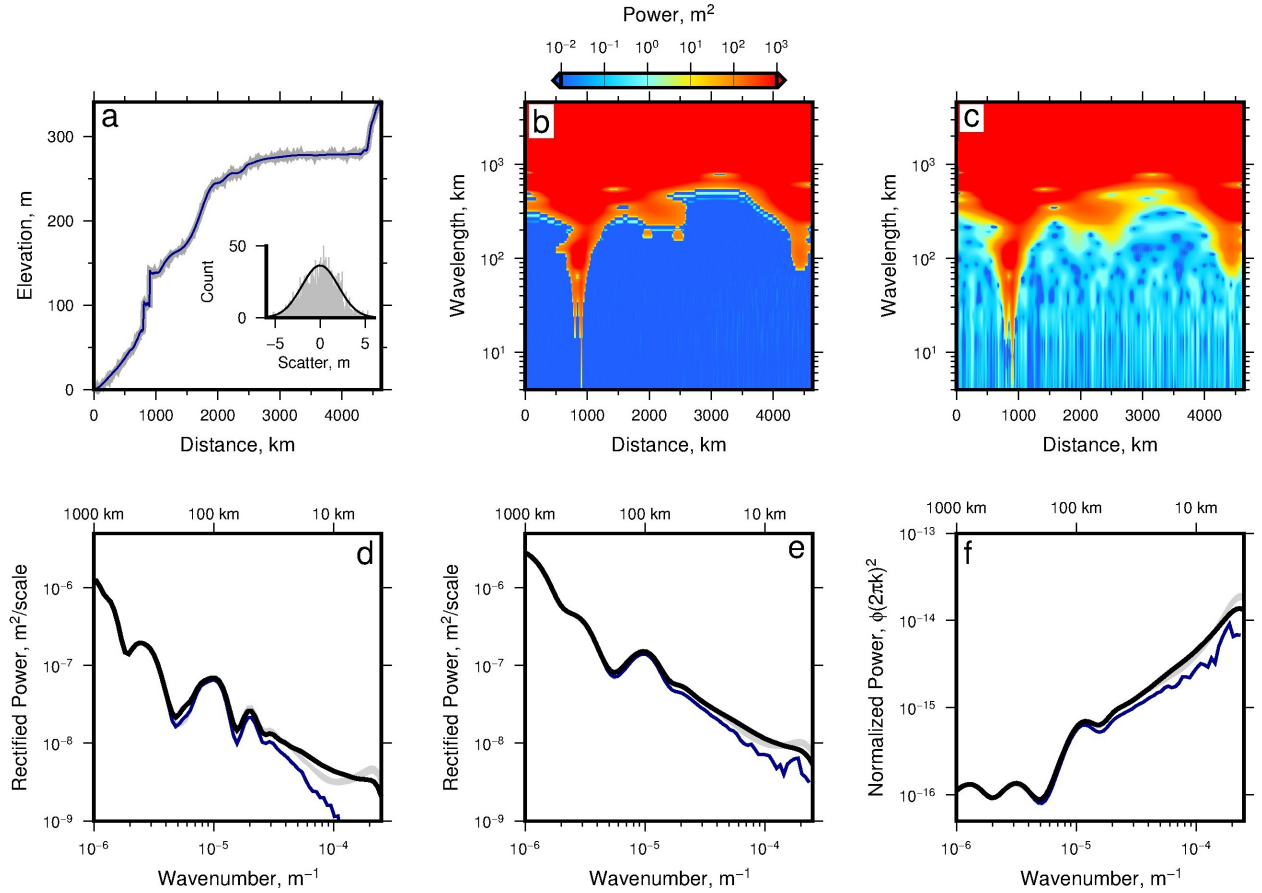 Power, m²
10⁻² 10⁻¹ 10⁰ 10¹ 10² 10³
a
Elevation, m
300
200
100
0
0 1000 2000 3000 4000
Distance, km
Count
50
0
−5 0 5
Scatter, m
b
Wavelength, km
10³
10²
10¹
0 1000 2000 3000 4000
Distance, km
c
Wavelength, km
10³
10²
10¹
0 1000 2000 3000 4000
Distance, km
1000 km 100 km 10 km
d
Rectified Power, m²/scale
10⁻⁶
10⁻⁷
10⁻⁸
10⁻⁹
10⁻⁶ 10⁻⁵ 10⁻⁴
Wavenumber, m⁻¹
1000 km 100 km 10 km
e
Rectified Power, m²/scale
10⁻⁶
10⁻⁷
10⁻⁸
10⁻⁹
10⁻⁶ 10⁻⁵ 10⁻⁴
Wavenumber, m⁻¹
1000 km 100 km 10 km
f
Normalized Power, ϕ(2πk)²
10⁻¹³
10⁻¹⁴
10⁻¹⁵
10⁻¹⁶
10⁻⁶ 10⁻⁵ 10⁻⁴
Wavenumber, m⁻¹